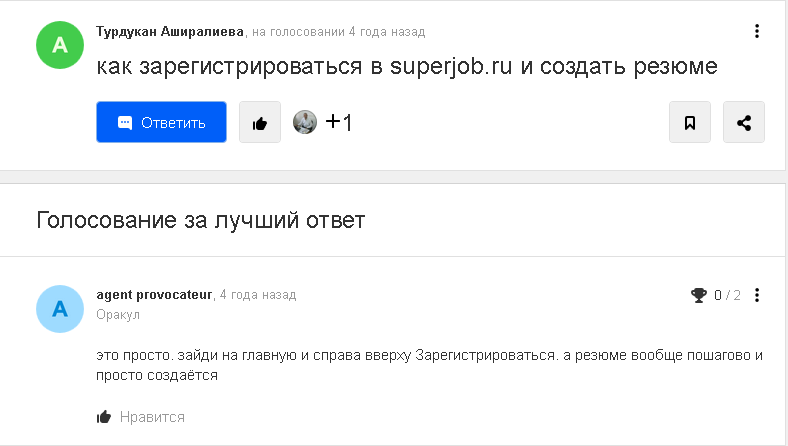 А
Турдукан Аширалиева, на голосовании 4 года назад
как зарегистрироваться в superjob.ru и создать резюме
Ответить
+1
Голосование за лучший ответ
A
agent provocateur, 4 года назад
0 / 2
Оракул
это просто. зайди на главную и справа вверху Зарегистрироваться. а резюме вообще пошагово и
просто создаётся
Нравится